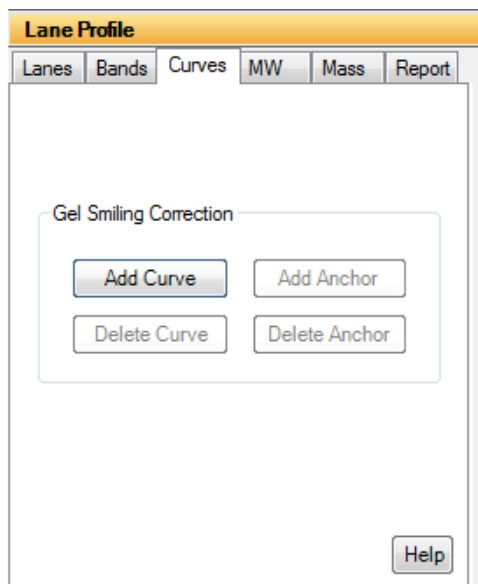 Lane Profile
Lanes Bands Curves MW Mass Report
Gel Smiling Correction
Add Curve Add Anchor
Delete Curve Delete Anchor
Help